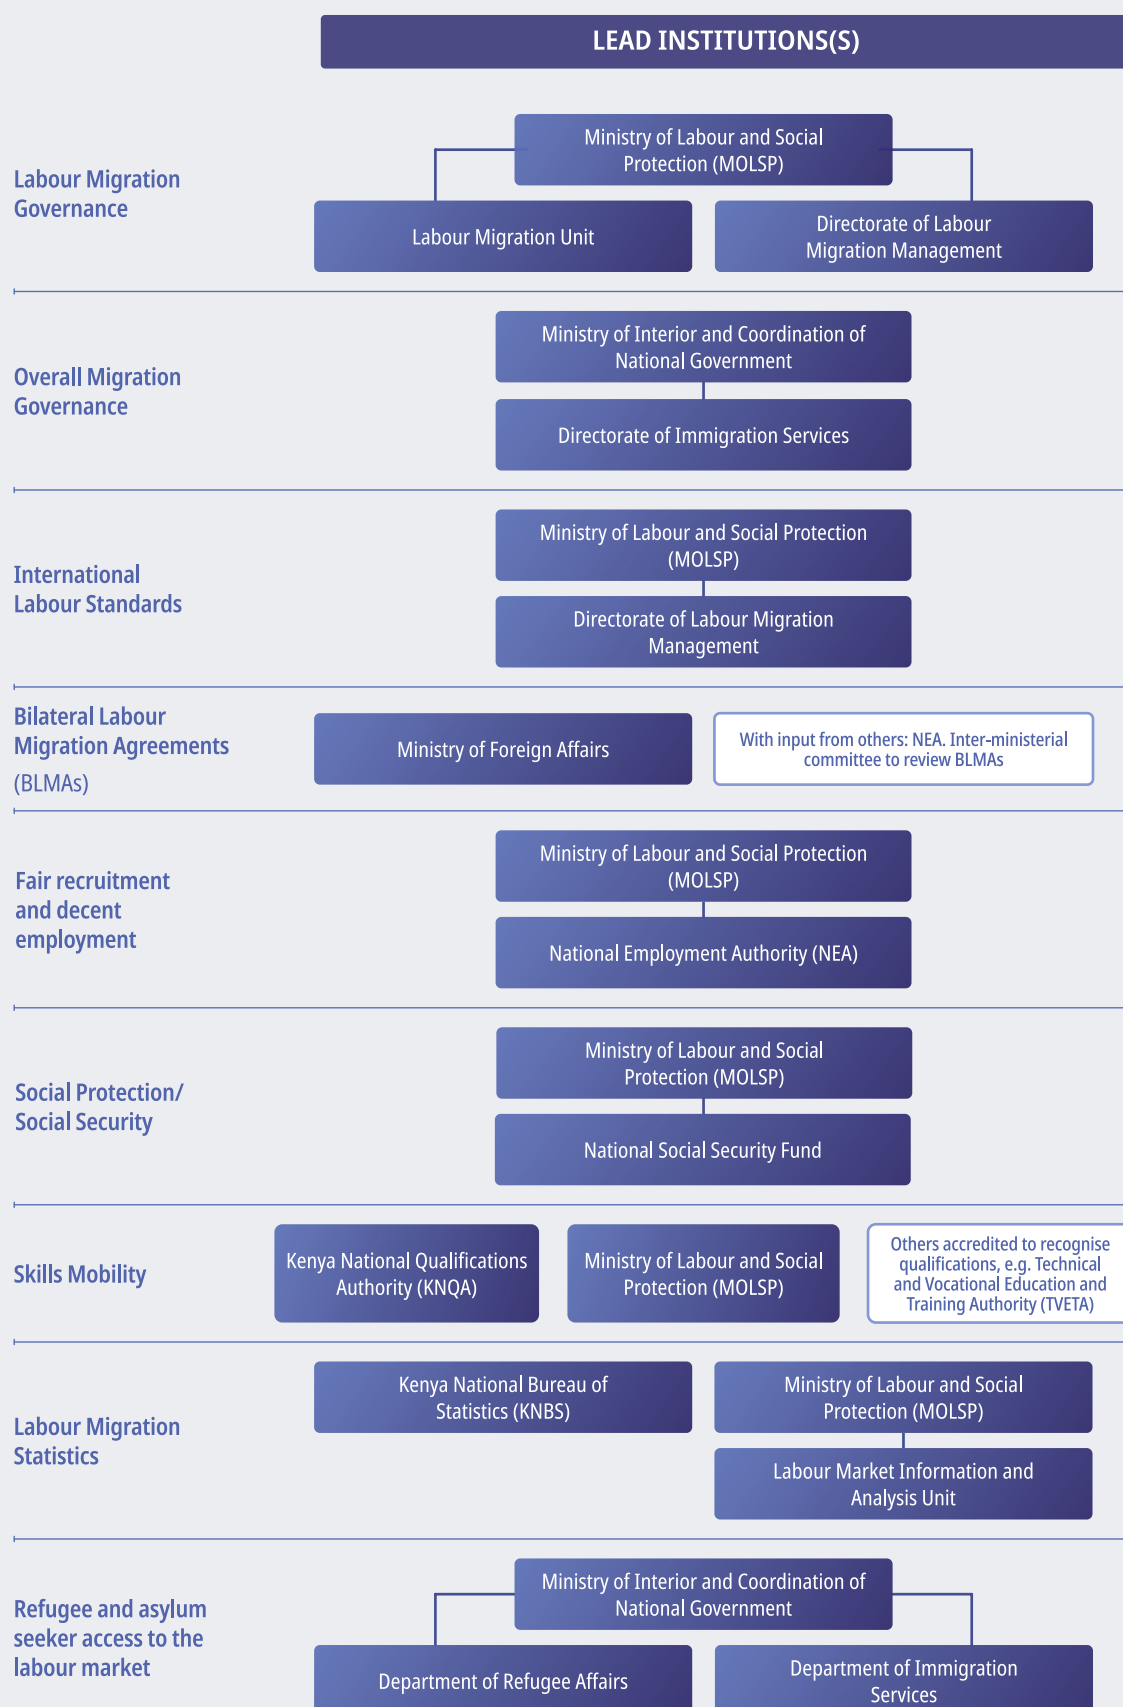 LEAD INSTITUTIONS(S)
Labour Migration
Governance
Ministry of Labour and Social
Protection (MOLSP)
Labour Migration Unit
Directorate of Labour
Migration Management
Overall Migration
Governance
Ministry of Interior and Coordination of
National Government
Directorate of Immigration Services
International
Labour Standards
Ministry of Labour and Social Protection
(MOLSP)
Directorate of Labour Migration
Management
Bilateral Labour
Migration Agreements
(BLMAs)
Ministry of Foreign Affairs
With input from others: NEA. Inter-ministerial
committee to review BLMAs
Fair recruitment
and decent
employment
Ministry of Labour and Social Protection
(MOLSP)
National Employment Authority (NEA)
Social Protection/
Social Security
Ministry of Labour and Social
Protection (MOLSP)
National Social Security Fund
Skills Mobility
Kenya National Qualifications
Authority (KNQA)
Ministry of Labour and Social
Protection (MOLSP)
Others accredited to recognise
qualifications, e.g. Technical
and Vocational Education and
Training Authority (TVETA)
Labour Migration
Statistics
Kenya National Bureau of
Statistics (KNBS)
Ministry of Labour and Social
Protection (MOLSP)
Labour Market Information and
Analysis Unit
Refugee and asylum
seeker access to the
labour market
Ministry of Interior and Coordination of
National Government
Department of Refugee Affairs
Department of Immigration
Services